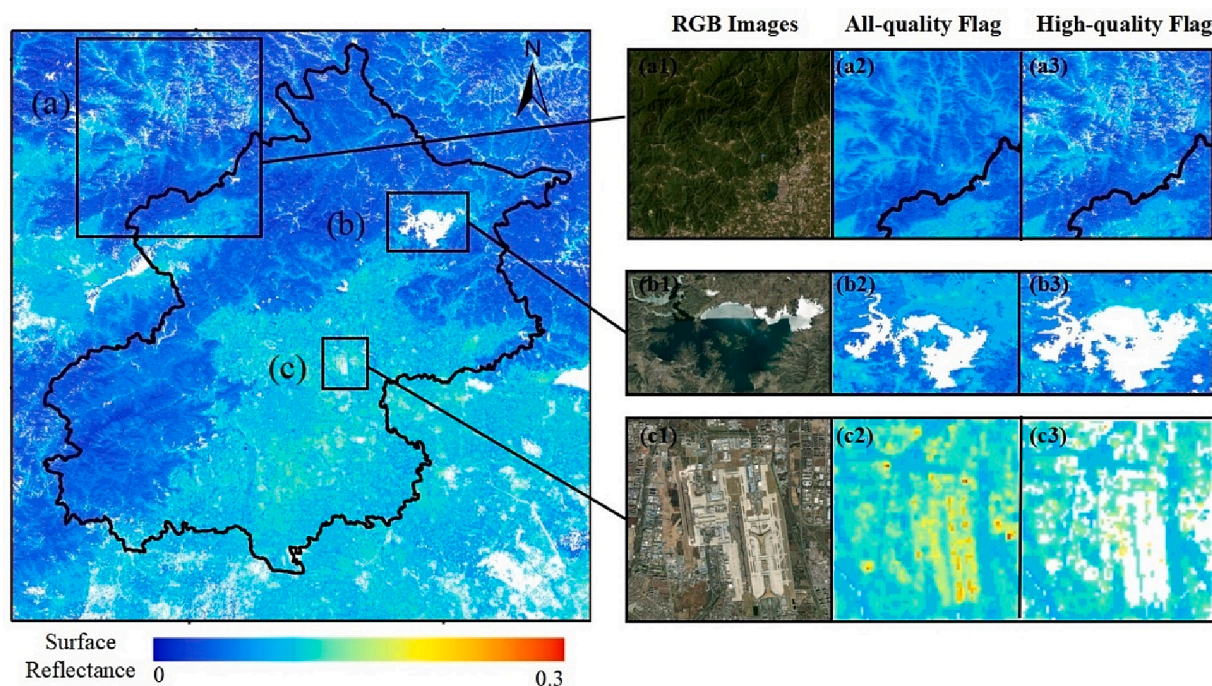 RGB Images All-quality Flag High-quality Flag
N
(a)
(a1) (a2) (a3)
(b)
(b1) (b2) (b3)
(c)
(c1) (c2) (c3)
Surface
Reflectance
0 0.3